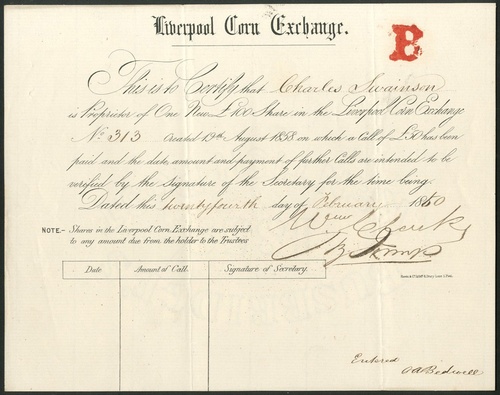 Liverpool Corn Exchange.
B
This is to Certify that Charles Swainson
is Proprietor of One New £100 Share in the Liverpool Corn Exchange
No. 313 Created 19th August 1858 on which a Call of £50 has been
paid and the date, amount and payment of further Calls are intended to be
verified by the Signature of the Secretary for the time being.
Dated this twentyfourth day of February 1860
NOTE.- Shares in the Liverpool Corn Exchange are subject
to any amount due from the holder to the Trustees
Date Amount of Call. Signature of Secretary.
Entered